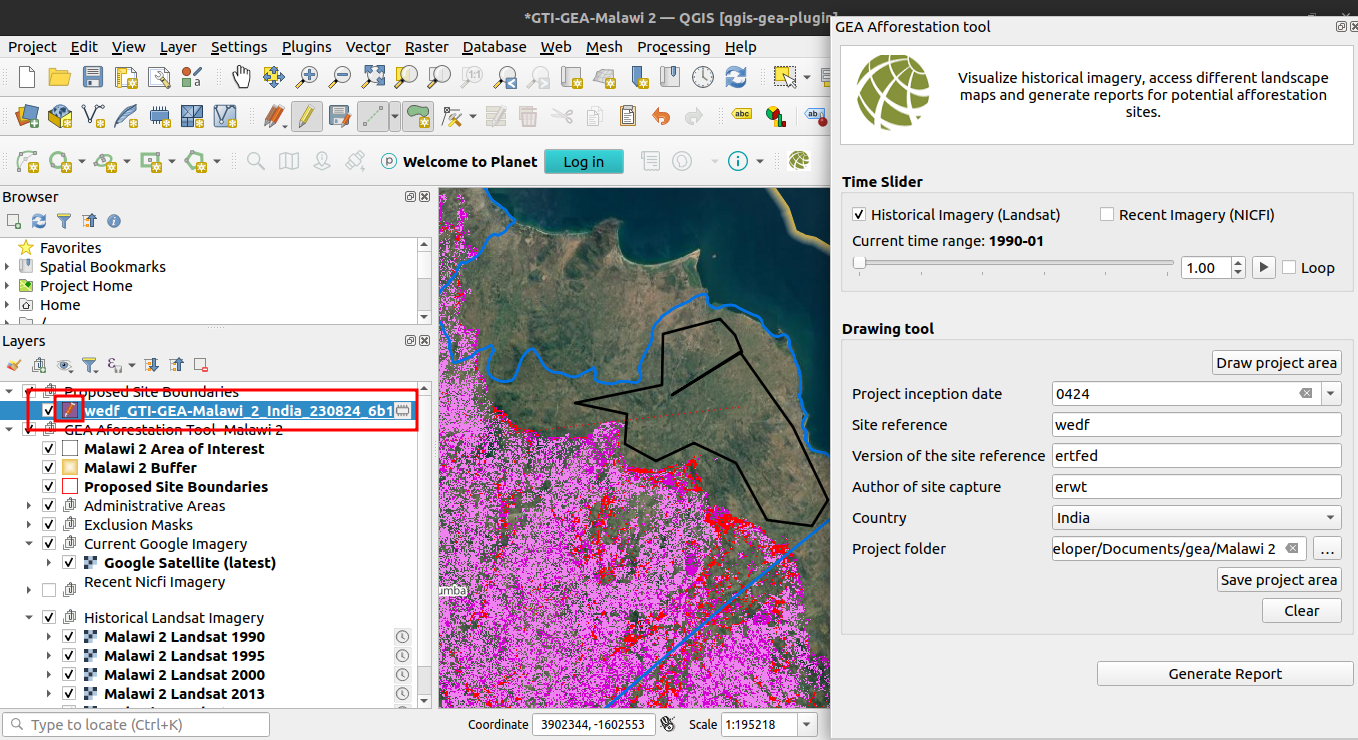 *GTI-GEA-Malawi 2 — QGIS [qgis-gea-plugin]
Project Edit View Layer Settings Plugins Vector Raster Database Web Mesh Processing Help
1:1
abc
ab
Welcome to Planet
Log in
Browser
Favorites
Spatial Bookmarks
Project Home
Home
/
Layers
Proposed Site Boundaries
wedf_GTI-GEA-Malawi_2_India_230824_6b1
GEA Aforestation Tool- Malawi 2
Malawi 2 Area of Interest
Malawi 2 Buffer
Proposed Site Boundaries
Administrative Areas
Exclusion Masks
Current Google Imagery
Google Satellite (latest)
Recent Nicfi Imagery
Historical Landsat Imagery
Malawi 2 Landsat 1990
Malawi 2 Landsat 1995
Malawi 2 Landsat 2000
Malawi 2 Landsat 2013
umba
Type to locate (Ctrl+K)
Coordinate 3902344, -1602553 Scale 1:195218
GEA Afforestation tool
Visualize historical imagery, access different landscape
maps and generate reports for potential afforestation
sites.
Time Slider
Historical Imagery (Landsat) Recent Imagery (NICFI)
Current time range: 1990-01
1.00 Loop
Drawing tool
Draw project area
Project inception date 0424
Site reference wedf
Version of the site reference ertfed
Author of site capture erwt
Country India
Project folder eloper/Documents/gea/Malawi 2 ...
Save project area
Clear
Generate Report